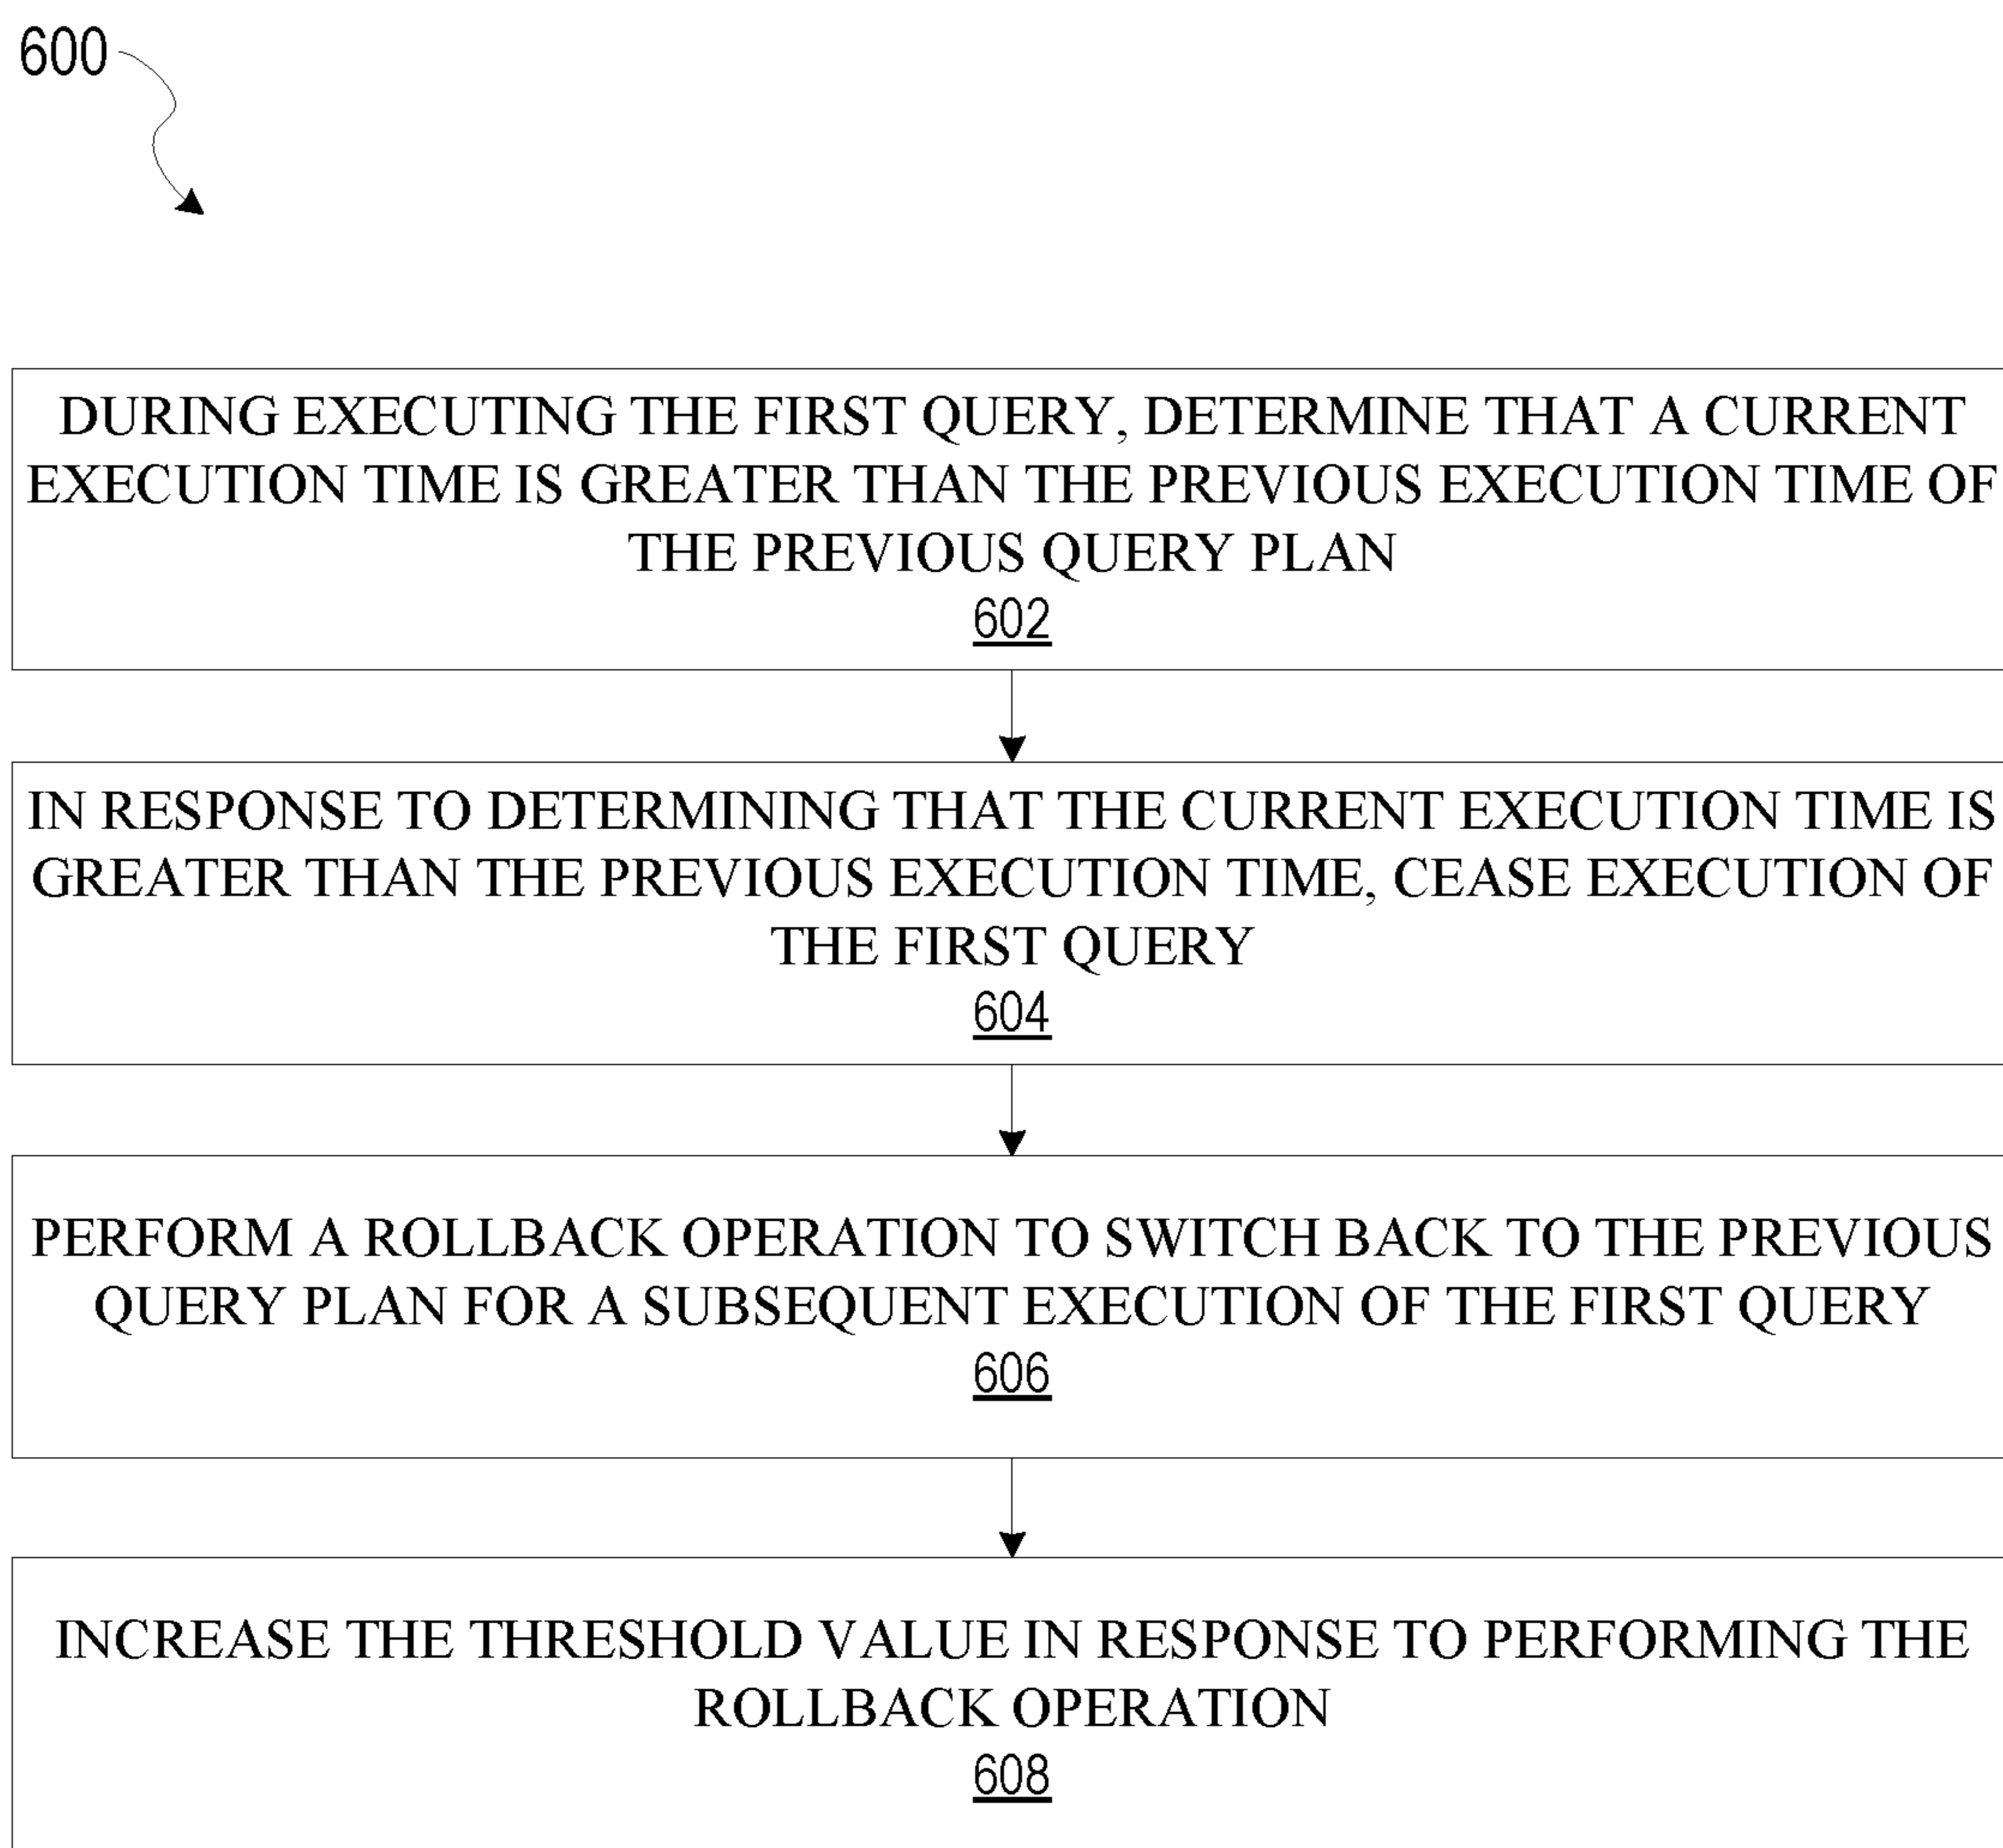 600
DURING EXECUTING THE FIRST QUERY, DETERMINE THAT A CURRENT
EXECUTION TIME IS GREATER THAN THE PREVIOUS EXECUTION TIME OF
THE PREVIOUS QUERY PLAN
602
IN RESPONSE TO DETERMINING THAT THE CURRENT EXECUTION TIME IS
GREATER THAN THE PREVIOUS EXECUTION TIME, CEASE EXECUTION OF
THE FIRST QUERY
604
PERFORM A ROLLBACK OPERATION TO SWITCH BACK TO THE PREVIOUS
QUERY PLAN FOR A SUBSEQUENT EXECUTION OF THE FIRST QUERY
606
INCREASE THE THRESHOLD VALUE IN RESPONSE TO PERFORMING THE
ROLLBACK OPERATION
608